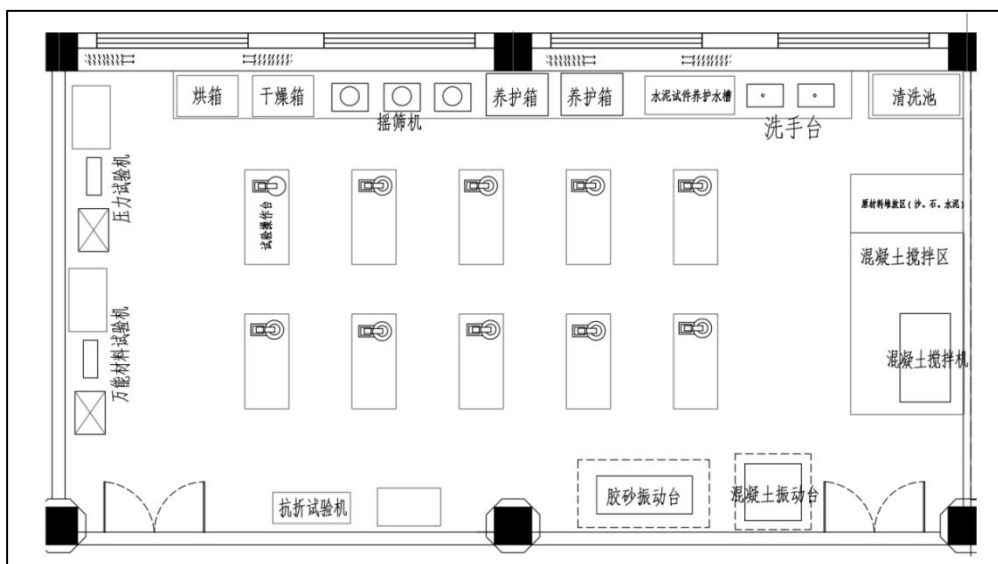 烘箱
干燥箱
摇筛机
养护箱
养护箱
水泥试件养护水槽
洗手台
清洗池
压力试验机
试验操作台
原材料堆放区(沙、石、水泥)
混凝土搅拌区
万能材料试验机
混凝土搅拌机
抗折试验机
胶砂振动台
混凝土振动台